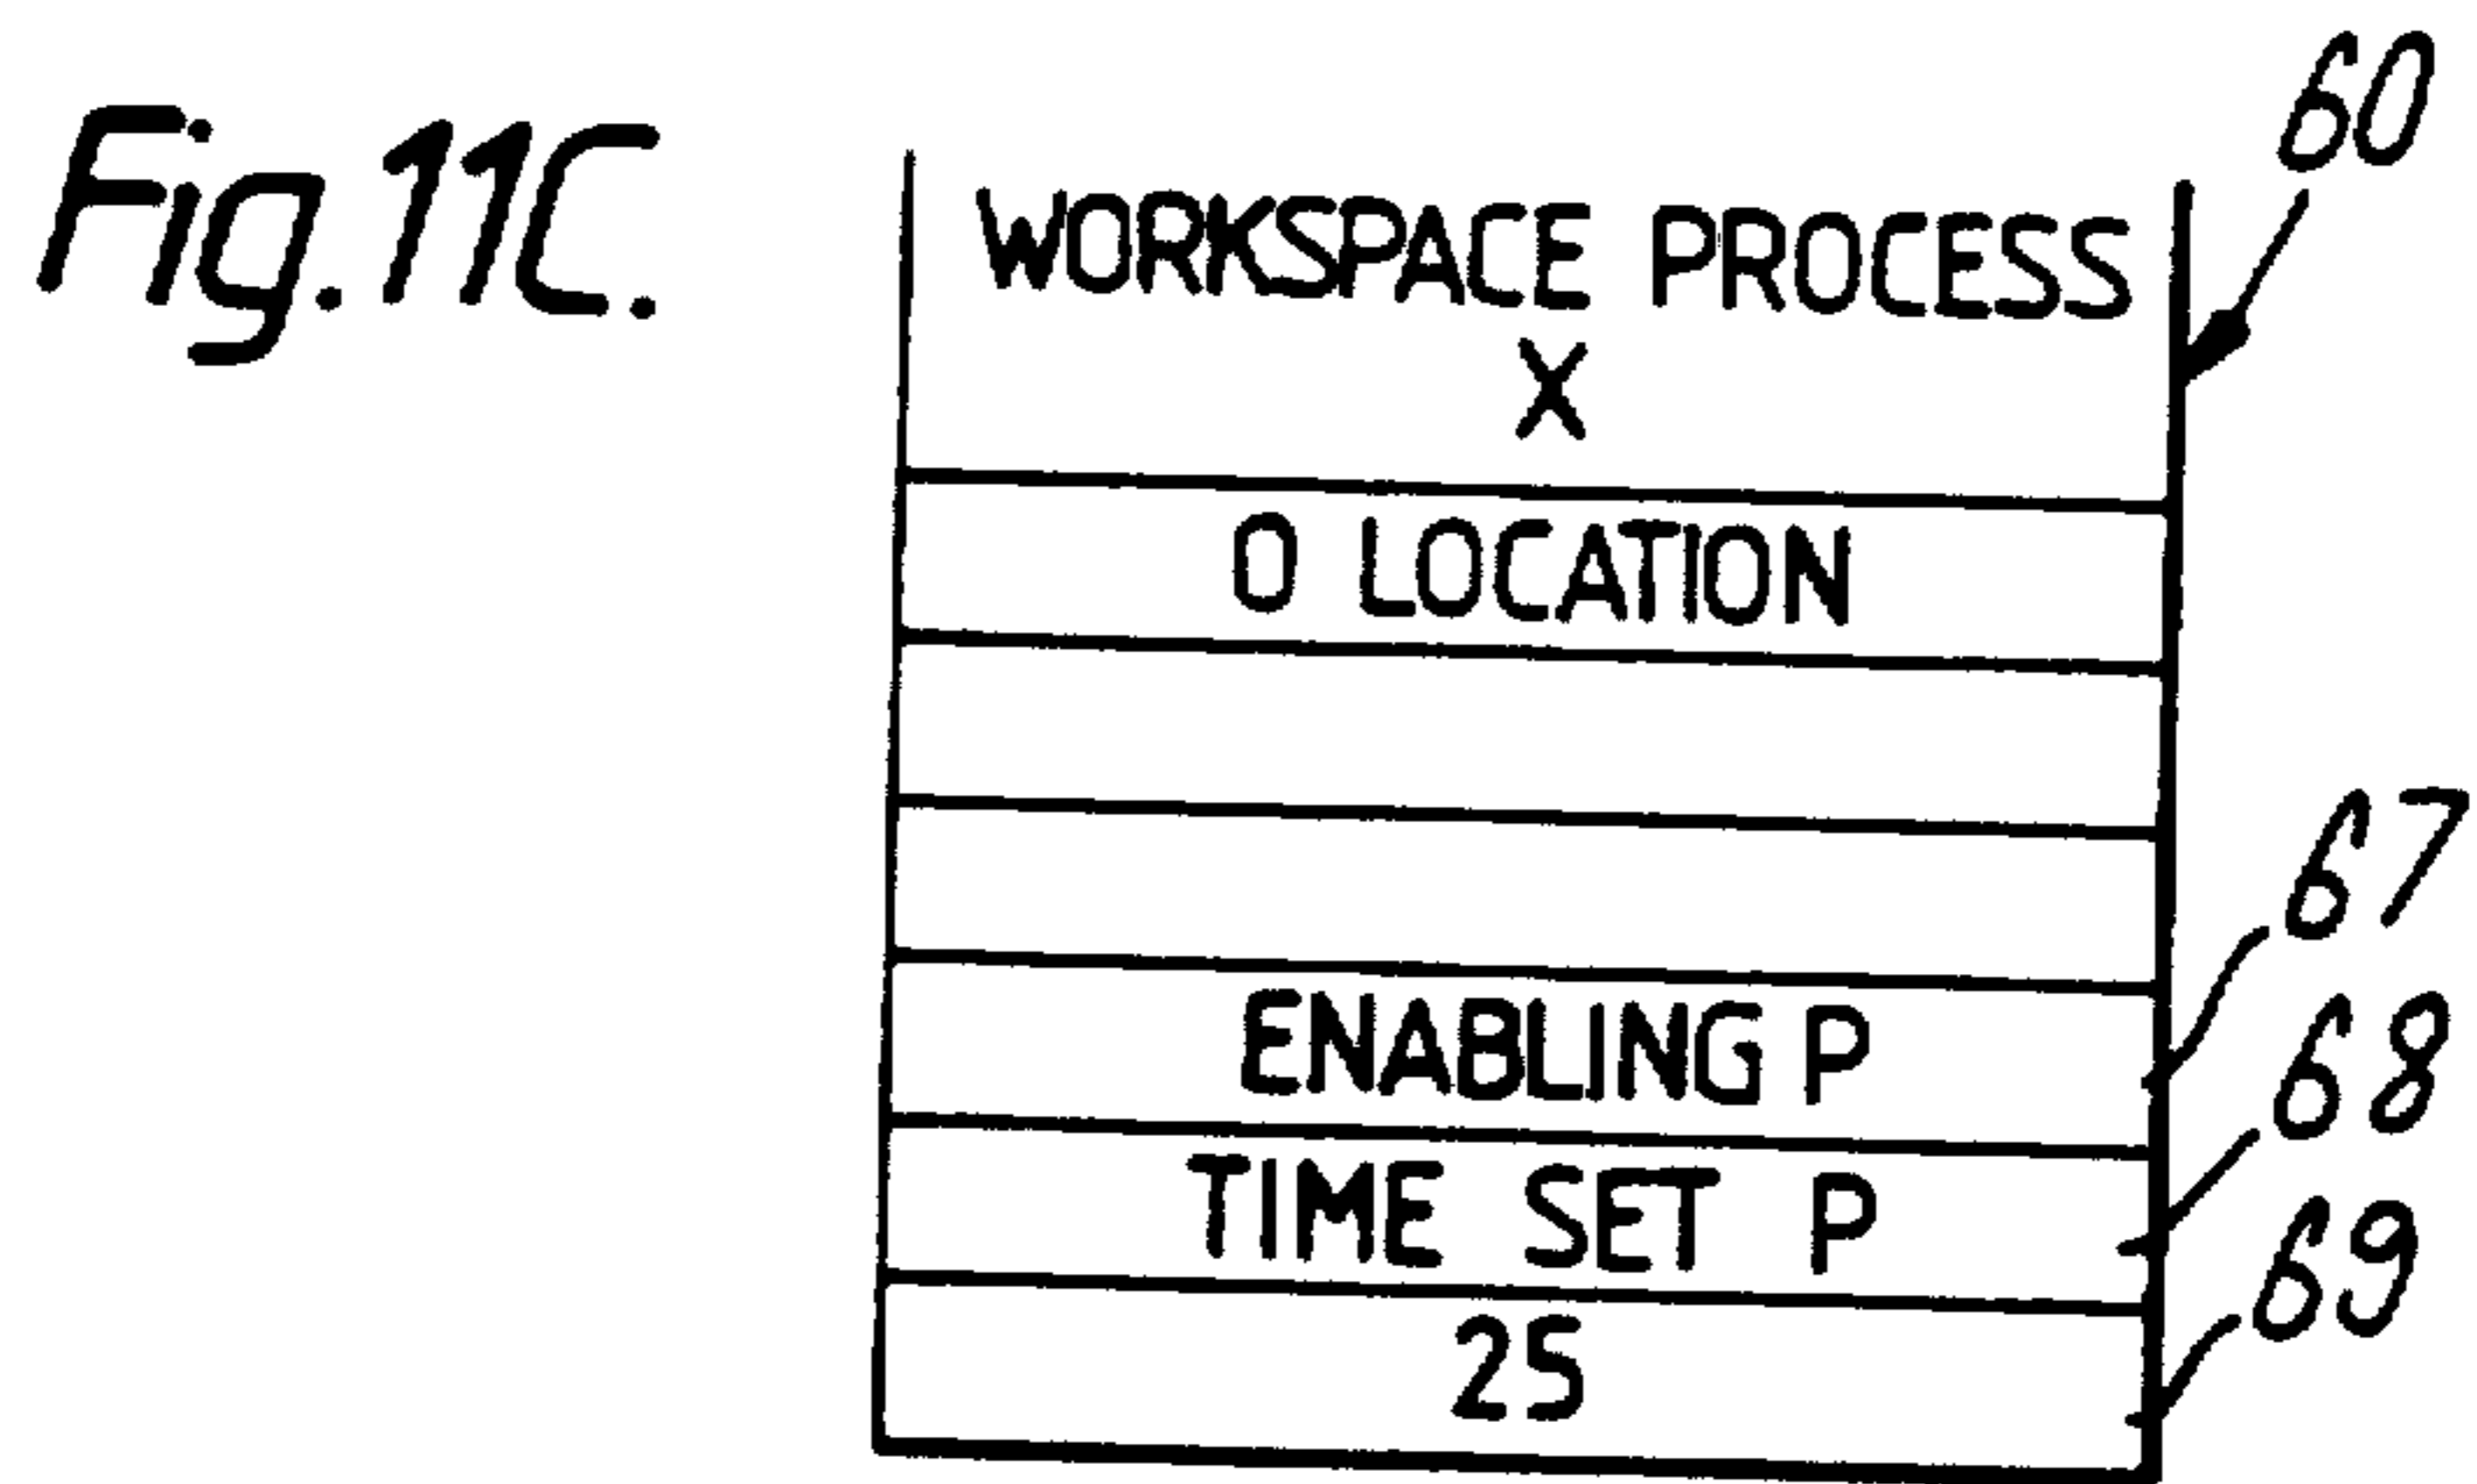 Fig.11C.
60
WORKSPACE PROCESS
X
0 LOCATION
67
ENABLING P
68
TIME SET P
69
25